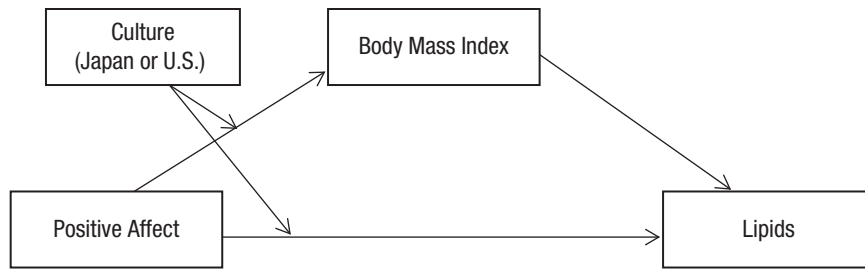 Culture
(Japan or U.S.)
Body Mass Index
Positive Affect
Lipids